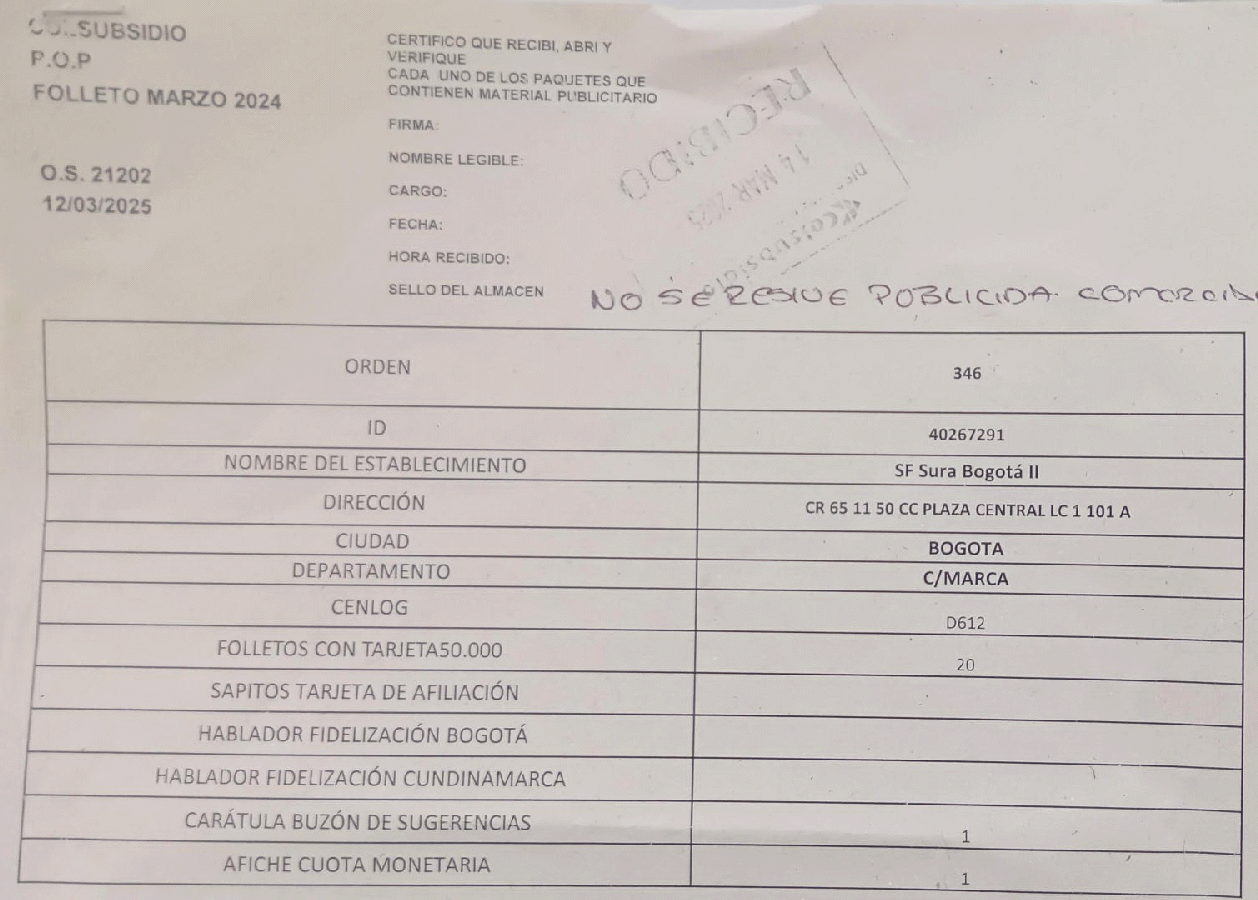 COLSUBSIDIO
P.O.P
FOLLETO MARZO 2024
O.S. 21202
12/03/2025
CERTIFICO QUE RECIBI, ABRI Y
VERIFIQUE
CADA UNO DE LOS PAQUETES QUE
CONTIENEN MATERIAL PUBLICITARIO
FIRMA:
NOMBRE LEGIBLE:
CARGO:
FECHA:
HORA RECIBIDO:
SELLO DEL ALMACEN
RECIBIDO
14 MAR 2025
Colsubsidio
NO SE RESIVE POBLICIDA
ORDEN 346
ID 40267291
NOMBRE DEL ESTABLECIMIENTO SF Sura Bogotá II
DIRECCIÓN CR 65 11 50 CC PLAZA CENTRAL LC 1 101 A
CIUDAD BOGOTA
DEPARTAMENTO C/MARCA
CENLOG D612
FOLLETOS CON TARJETA50.000 20
SAPITOS TARJETA DE AFILIACIÓN
HABLADOR FIDELIZACIÓN BOGOTÁ
HABLADOR FIDELIZACIÓN CUNDINAMARCA
CARÁTULA BUZÓN DE SUGERENCIAS 1
AFICHE CUOTA MONETARIA 1